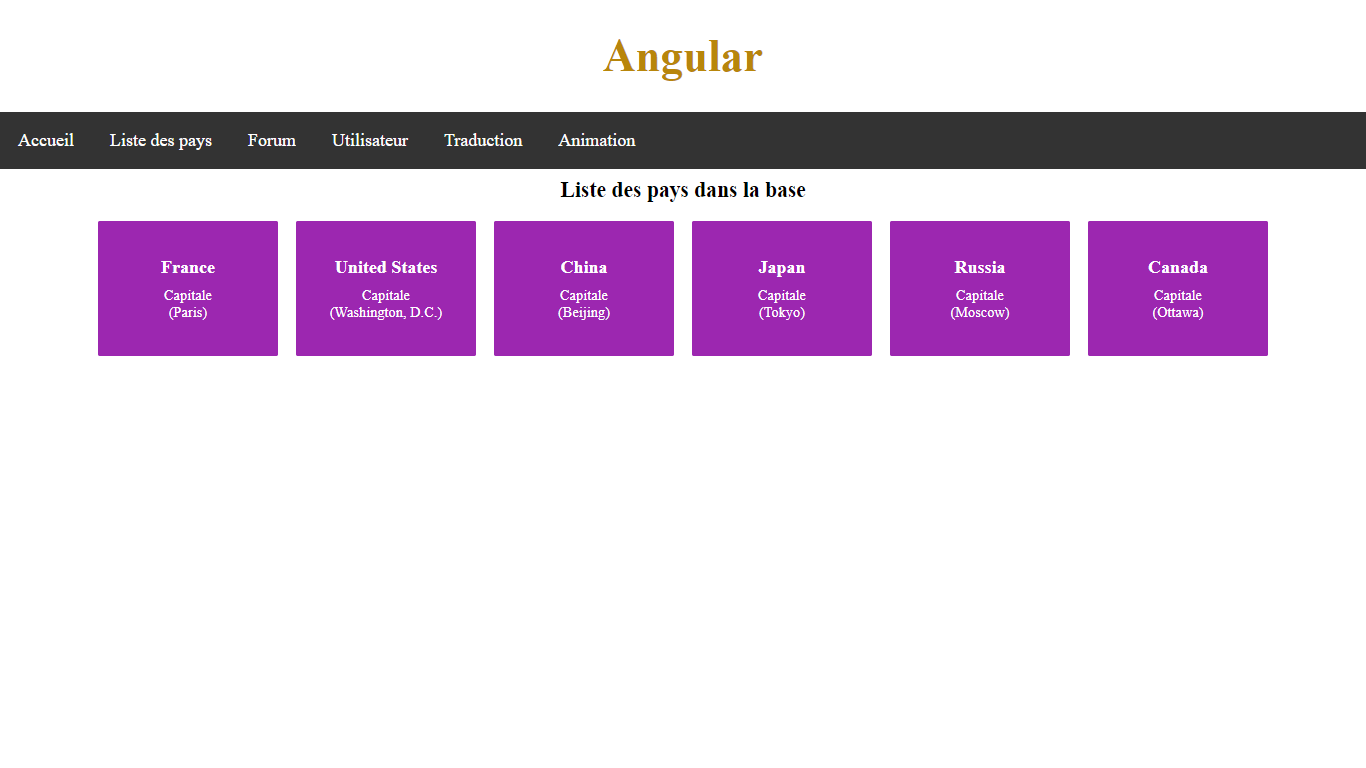 Angular
Accueil Liste des pays Forum Utilisateur Traduction Animation
Liste des pays dans la base
France
Capitale
(Paris)
United States
Capitale
(Washington, D.C.)
China
Capitale
(Beijing)
Japan
Capitale
(Tokyo)
Russia
Capitale
(Moscow)
Canada
Capitale
(Ottawa)